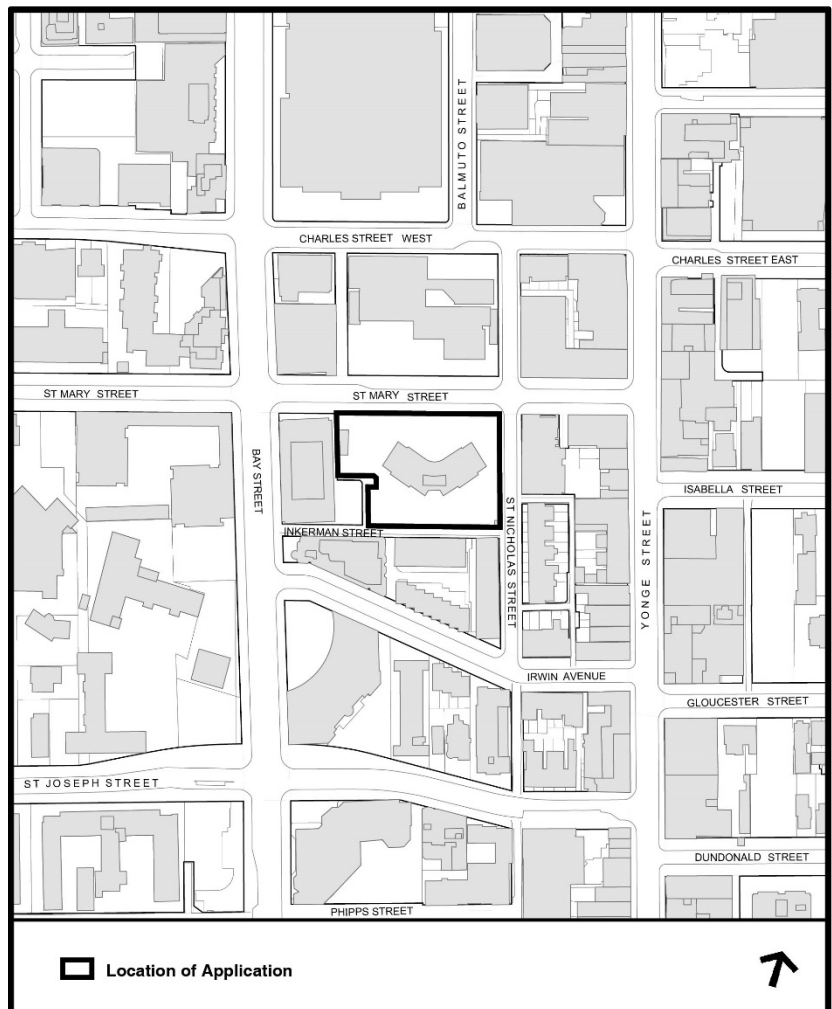 BALMUTO STREET
CHARLES STREET WEST
CHARLES STREET EAST
ST MARY STREET
ST MARY STREET
BAY STREET
ISABELLA STREET
INKERMAN STREET
ST NICHOLAS STREET
YONGE STREET
IRWIN AVENUE
GLOUCESTER STREET
ST JOSEPH STREET
DUNDONALD STREET
PHIPPS STREET
Location of Application